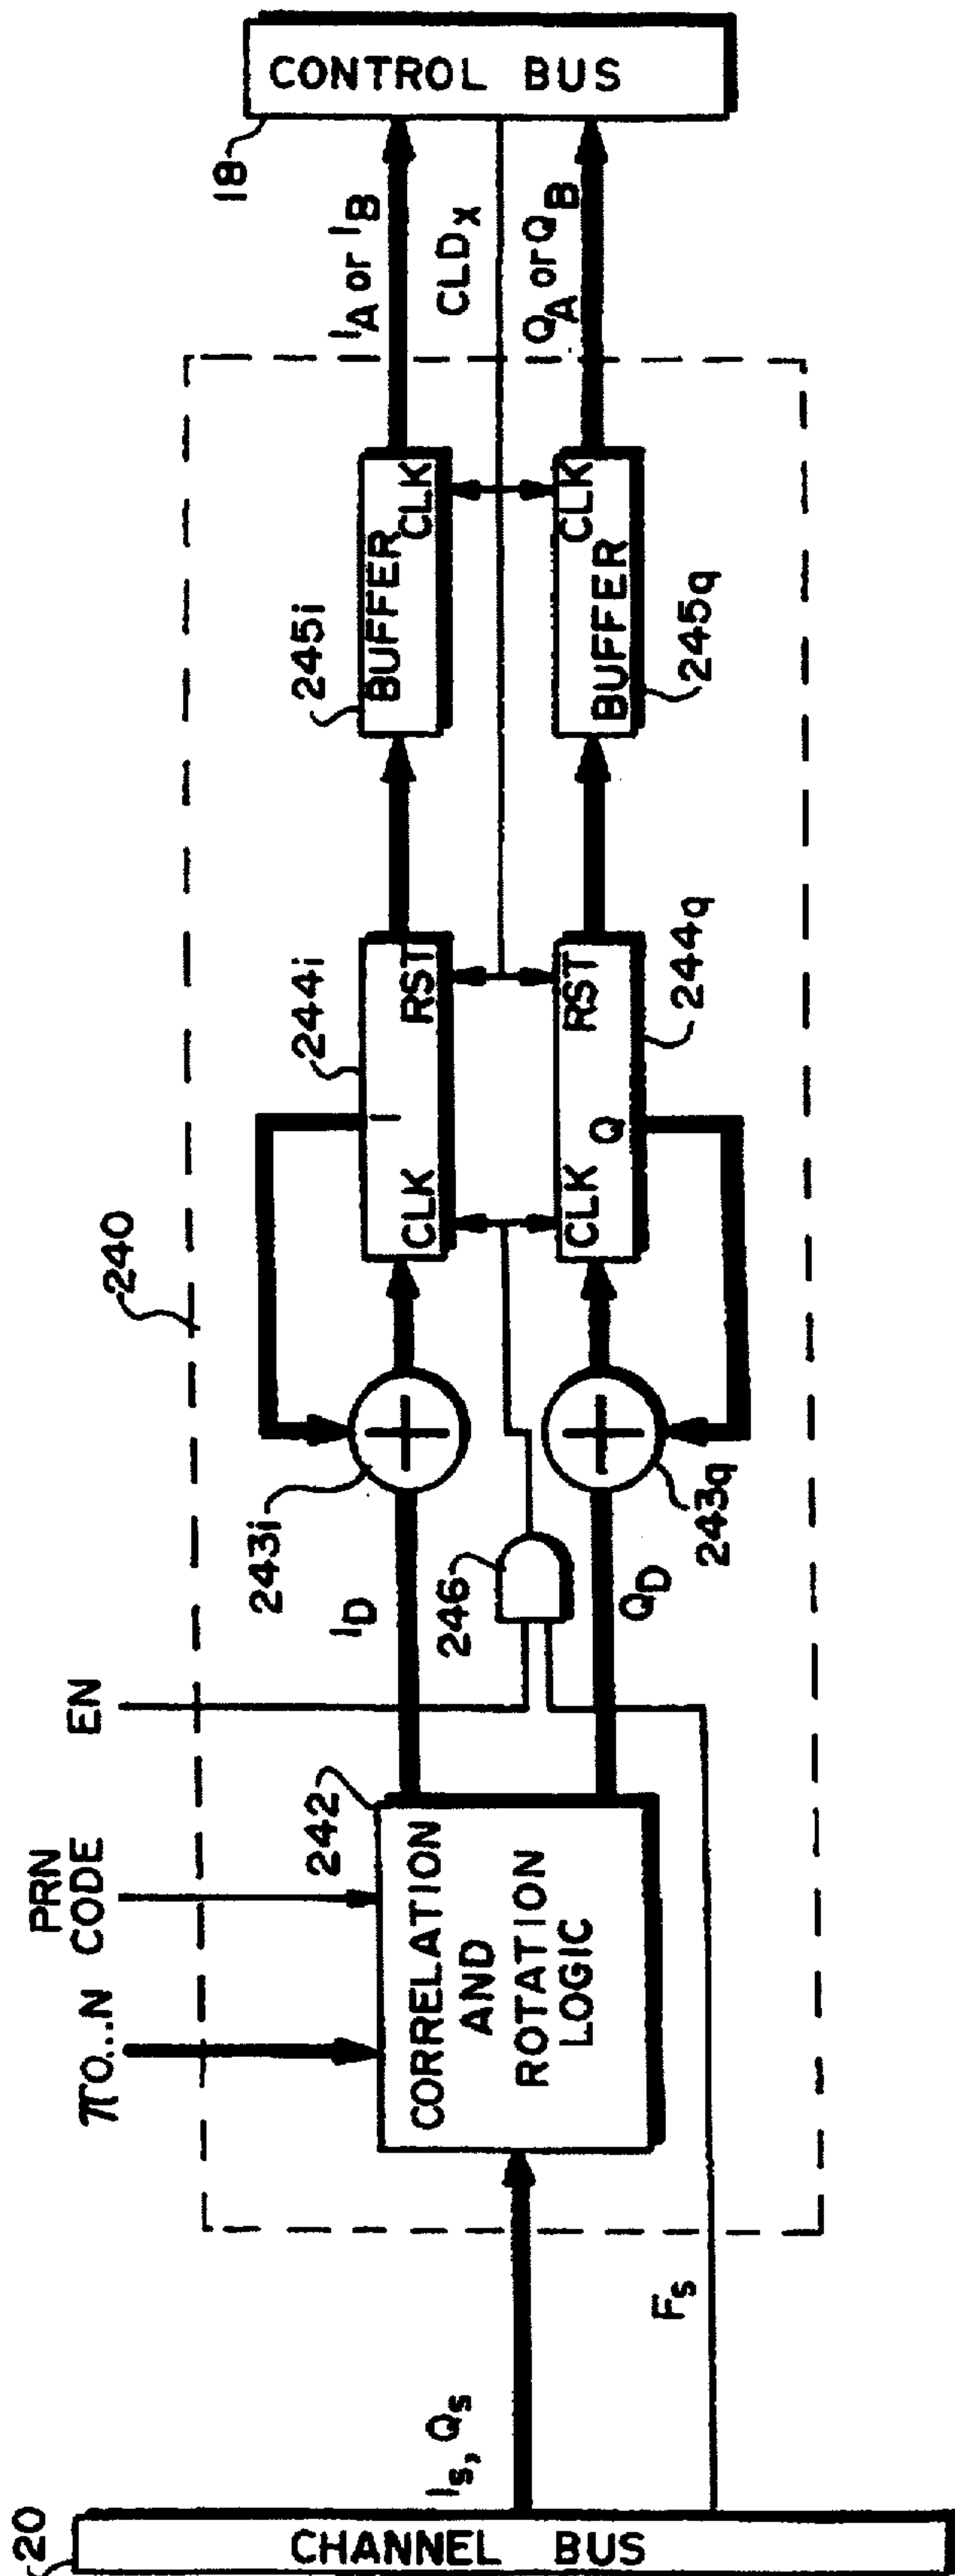 20
CHANNEL BUS
I_S, Q_S
F_S
π0...N
PRN
CODE
EN
240
242
CORRELATION
AND
ROTATION
LOGIC
I_D
Q_D
246
243i
243q
244i
CLK I RST
244q
CLK Q RST
245i
BUFFER
CLK
245q
BUFFER
CLK
I_A or I_B
CLD_X
Q_A or Q_B
18
CONTROL BUS